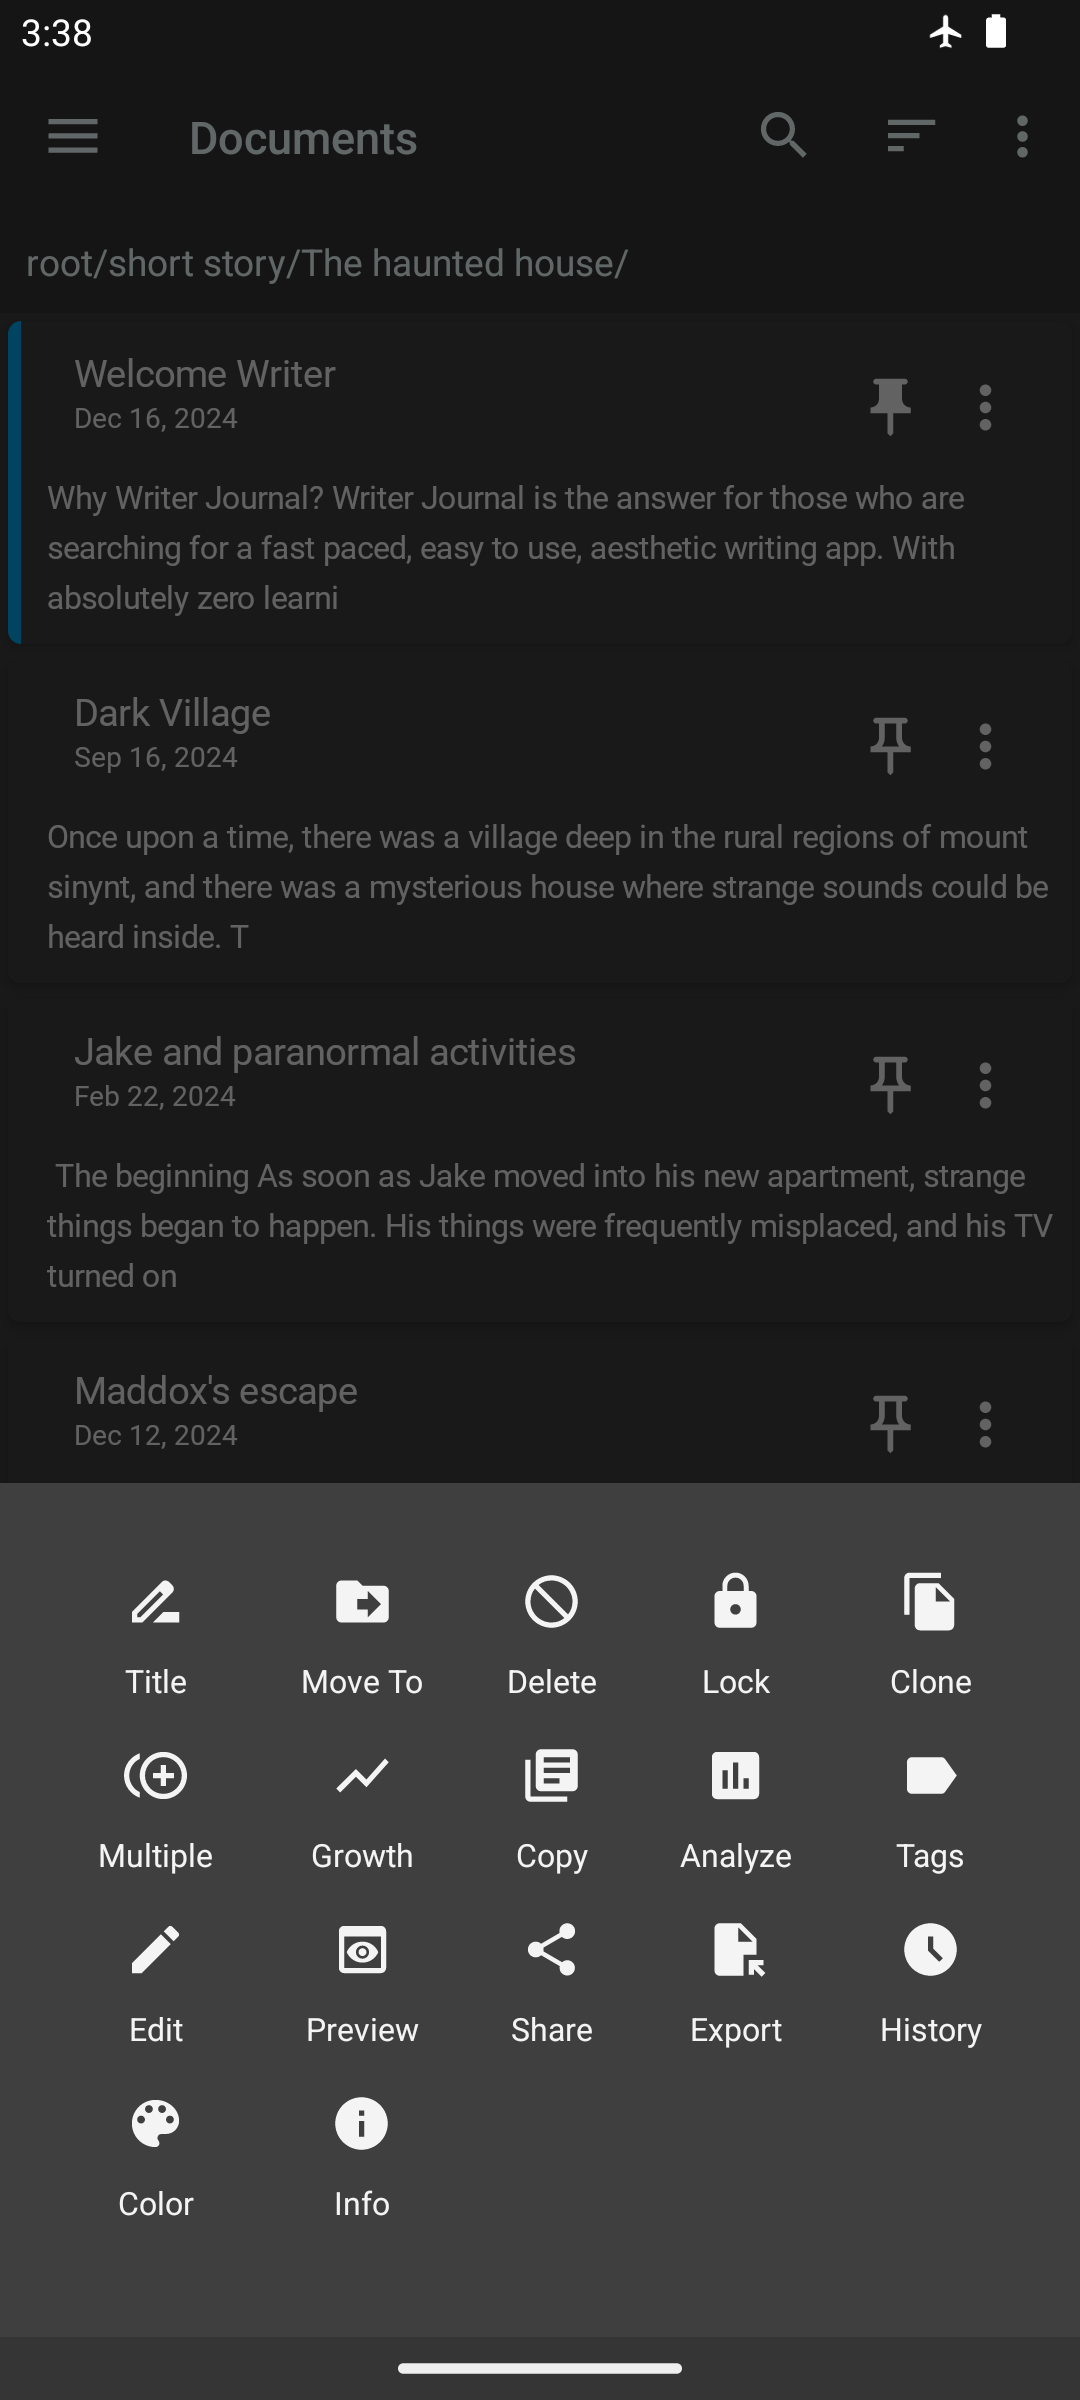 3:38
Documents
root/short story/The haunted house/
Welcome Writer
Dec 16, 2024
Why Writer Journal? Writer Journal is the answer for those who are
searching for a fast paced, easy to use, aesthetic writing app. With
absolutely zero learni
Dark Village
Sep 16, 2024
Once upon a time, there was a village deep in the rural regions of mount
sinynt, and there was a mysterious house where strange sounds could be
heard inside. T
Jake and paranormal activities
Feb 22, 2024
The beginning As soon as Jake moved into his new apartment, strange
things began to happen. His things were frequently misplaced, and his TV
turned on
Maddox's escape
Dec 12, 2024
Title Move To Delete Lock Clone
Multiple Growth Copy Analyze Tags
Edit Preview Share Export History
Color Info